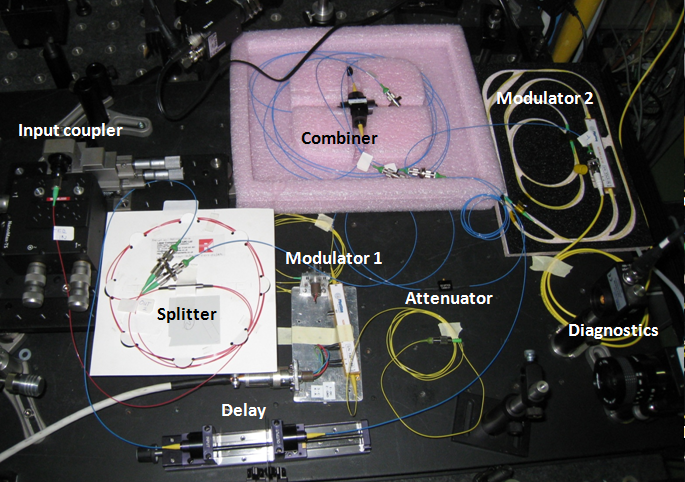 Modulator 2
Input coupler
Combiner
Modulator 1
Attenuator
Splitter
Diagnostics
Delay